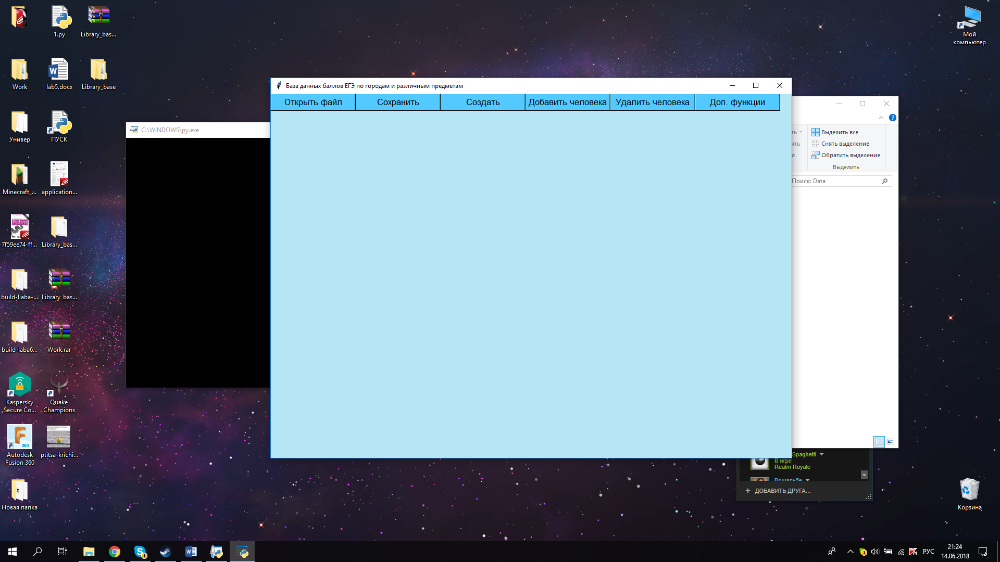 1.py
Library_bas...
Work
lab5.docx
Library_base
Универ
ПУСК
Minecraft_...
application...
Python
7f59ee74-ff...
Library_bas...
build-Laba-...
Library_bas...
build-laba6...
Work.rar
Kaspersky
Secure Co...
Quake
Champions
360
Autodesk
Fusion 360
ptitsa-krichi...
Новая папка
C:\WINDOWS\py.exe
База данных баллов ЕГЭ по городам и различным предметам
Открыть файл
Сохранить
Создать
Добавить человека
Удалить человека
Доп. функции
Выделить все
Снять выделение
Обратить выделение
Выделить
Поиск: Data
Spaghetti
В игре
Realm Royale
+ ДОБАВИТЬ ДРУГА...
Мой
компьютер
Корзина
РУС
21:24
14.06.2018